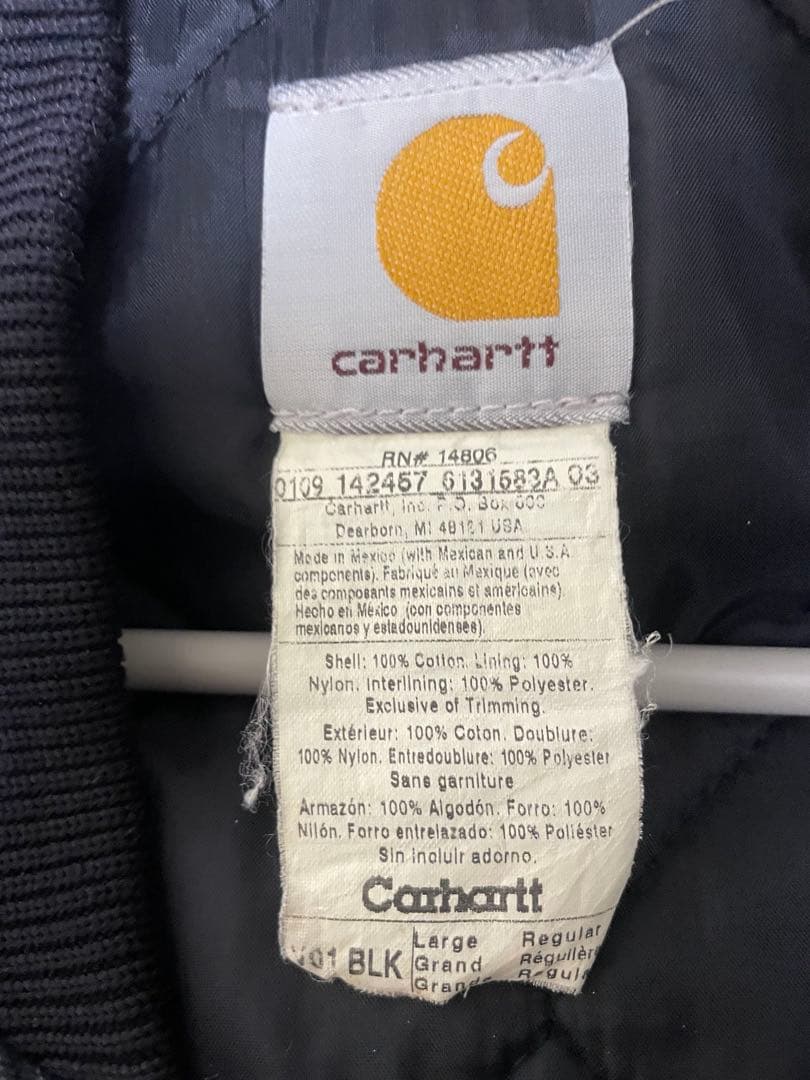 carhartt
RN# 14806
0109 142467 6131583A 03
Carhartt, Inc. P.O. Box 600
Dearborn, MI 48121 USA
Made in Mexico (with Mexican and U.S.A
components). Fabriqué au Mexique (avec
des composants mexicains et américains).
Hecho en México (con componentes
mexicanos y estadounidenses).
Shell: 100% Cotton. Lining: 100%
Nylon. Interlining: 100% Polyester.
Exclusive of Trimming.
Extérieur: 100% Coton. Doublure:
100% Nylon. Entredoublure: 100% Polyester
Sans garniture
Armazón: 100% Algodón. Forro: 100%
Nilón. Forro entrelazado: 100% Poliéster
Sin incluir adorno.
Carhartt
BLK
Large Regular
Grand